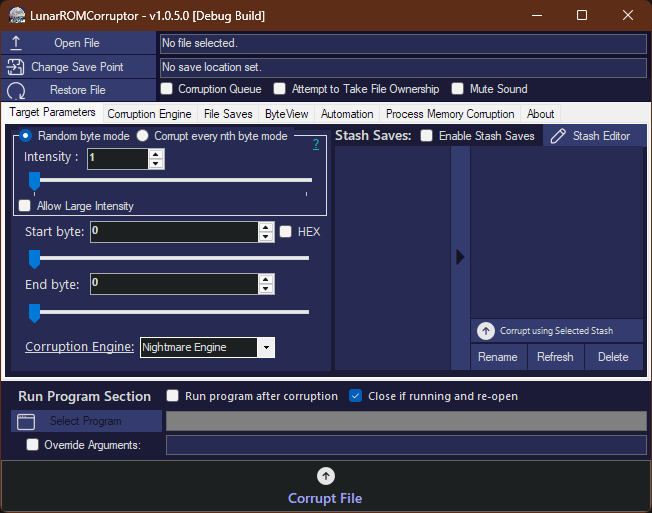 LunarROMCorruptor - v1.0.5.0 [Debug Build]
Open File
No file selected.
Change Save Point
No save location set.
Restore File
Corruption Queue
Attempt to Take File Ownership
Mute Sound
Target Parameters
Corruption Engine
File Saves
ByteView
Automation
Process Memory Corruption
About
Random byte mode
Corrupt every nth byte mode
?
Intensity :
1
Allow Large Intensity
Start byte:
0
HEX
End byte:
0
Corruption Engine:
Nightmare Engine
Stash Saves:
Enable Stash Saves
Stash Editor
Corrupt using Selected Stash
Rename
Refresh
Delete
Run Program Section
Run program after corruption
Close if running and re-open
Select Program
Override Arguments:
Corrupt File